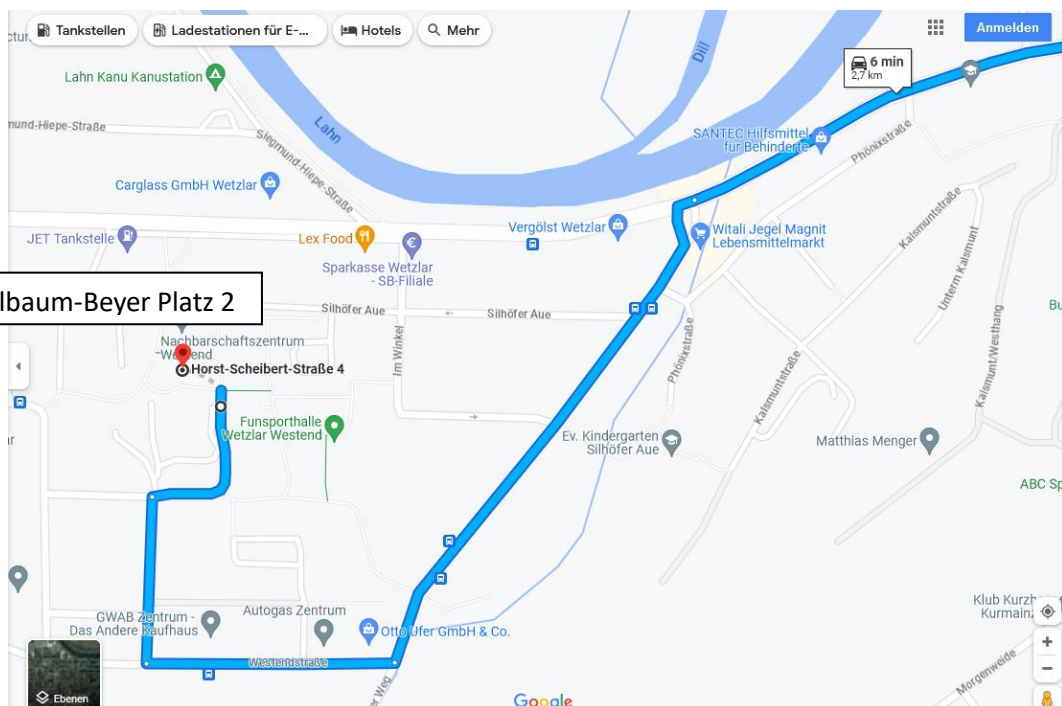 Tankstellen
Ladestationen für E-...
Hotels
Mehr
Anmelden
6 min
2,7 km
Dill
Lahn Kanu Kanustation
Lahn
mund-Hiepe-Straße
Siegmund-Hiepe-Straße
SANTEC Hilfsmittel
für Behinderte
Phönixstraße
Carglass GmbH Wetzlar
Kalsmuntstraße
JET Tankstelle
Lex Food
Vergölst Wetzlar
Witali Jegel Magnit
Lebensmittelmarkt
Sparkasse Wetzlar
- SB-Filiale
Unterm Kalsmunt
lbaum-Beyer Platz 2
Silhöfer Aue
Silhöfer Aue
Bu
Nachbarschaftszentrum
Westend
Im Winkel
Phönixstraße
Kalsmunt/Westhang
Horst-Scheibert-Straße 4
Kalsmuntstraße
Funsporthalle
Wetzlar Westend
Ev. Kindergarten
Silhöfer Aue
Matthias Menger
ABC Sp
GWAB Zentrum -
Das Andere Kaufhaus
Autogas Zentrum
Otto Ufer GmbH & Co.
Klub Kurzh
Kurmainz
Westendstraße
Morgenweide
er Weg
Ebenen
Google